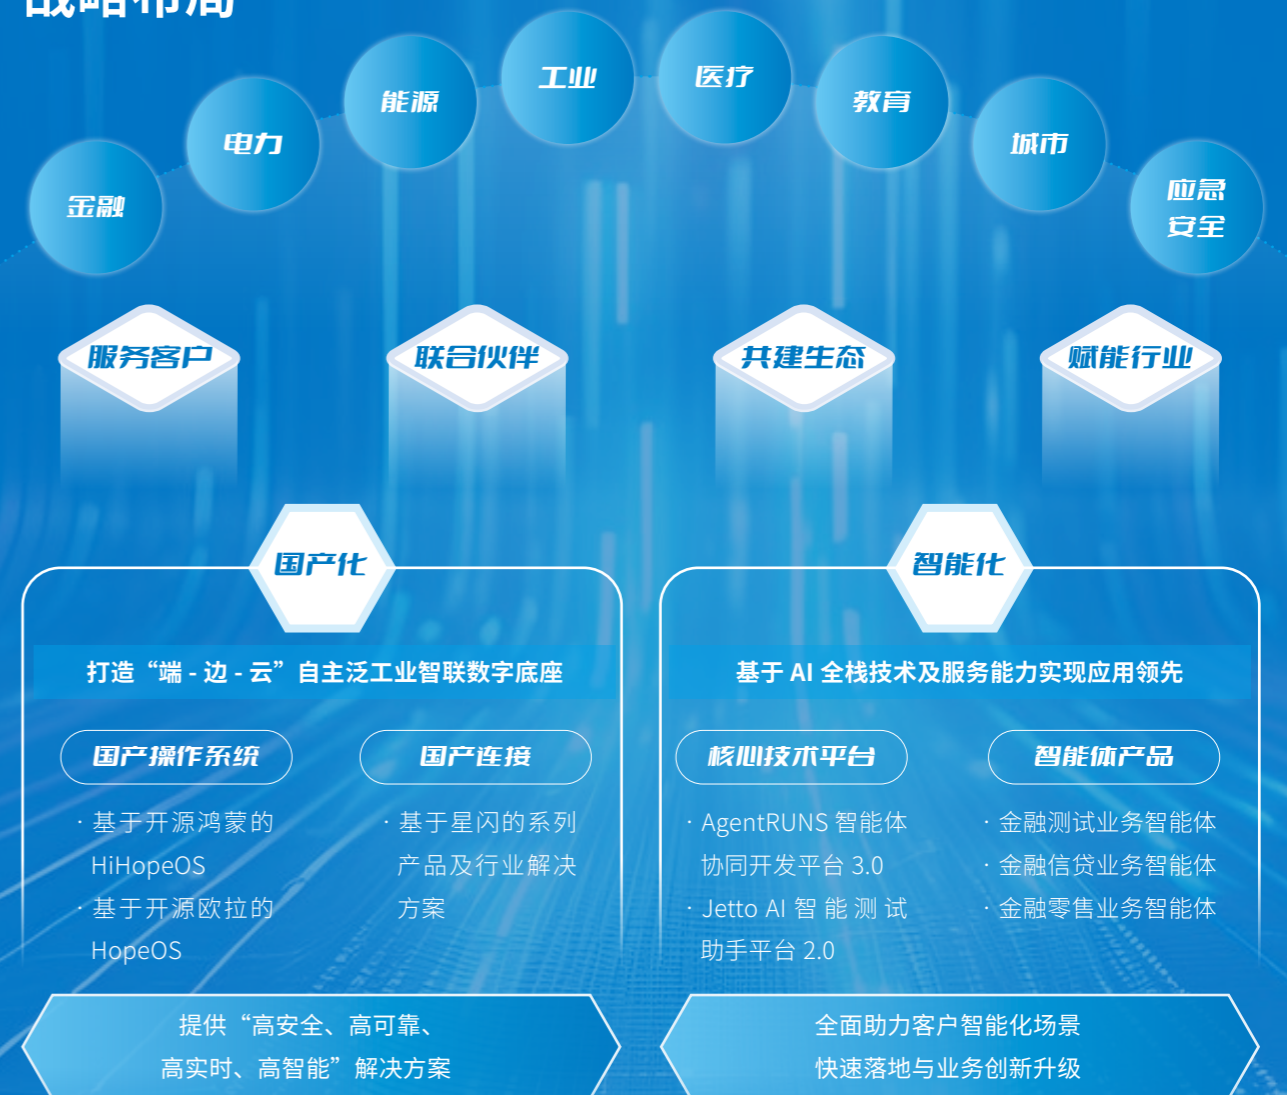 战略布局
金融
电力
能源
工业
医疗
教育
城市
应急
安全
服务客户
联合伙伴
共建生态
赋能行业
国产化
打造“端 - 边 - 云”自主泛工业智联数字底座
国产操作系统
· 基于开源鸿蒙的
HiHopeOS
· 基于开源欧拉的
HopeOS
国产连接
· 基于星闪的系列
产品及行业解决
方案
提供“高安全、高可靠、
高实时、高智能”解决方案
智能化
基于 AI 全栈技术及服务能力实现应用领先
核心技术平台
· AgentRUNS 智能体
协同开发平台 3.0
· Jetto AI 智能测试
助手平台 2.0
智能体产品
· 金融测试业务智能体
· 金融信贷业务智能体
· 金融零售业务智能体
全面助力客户智能化场景
快速落地与业务创新升级